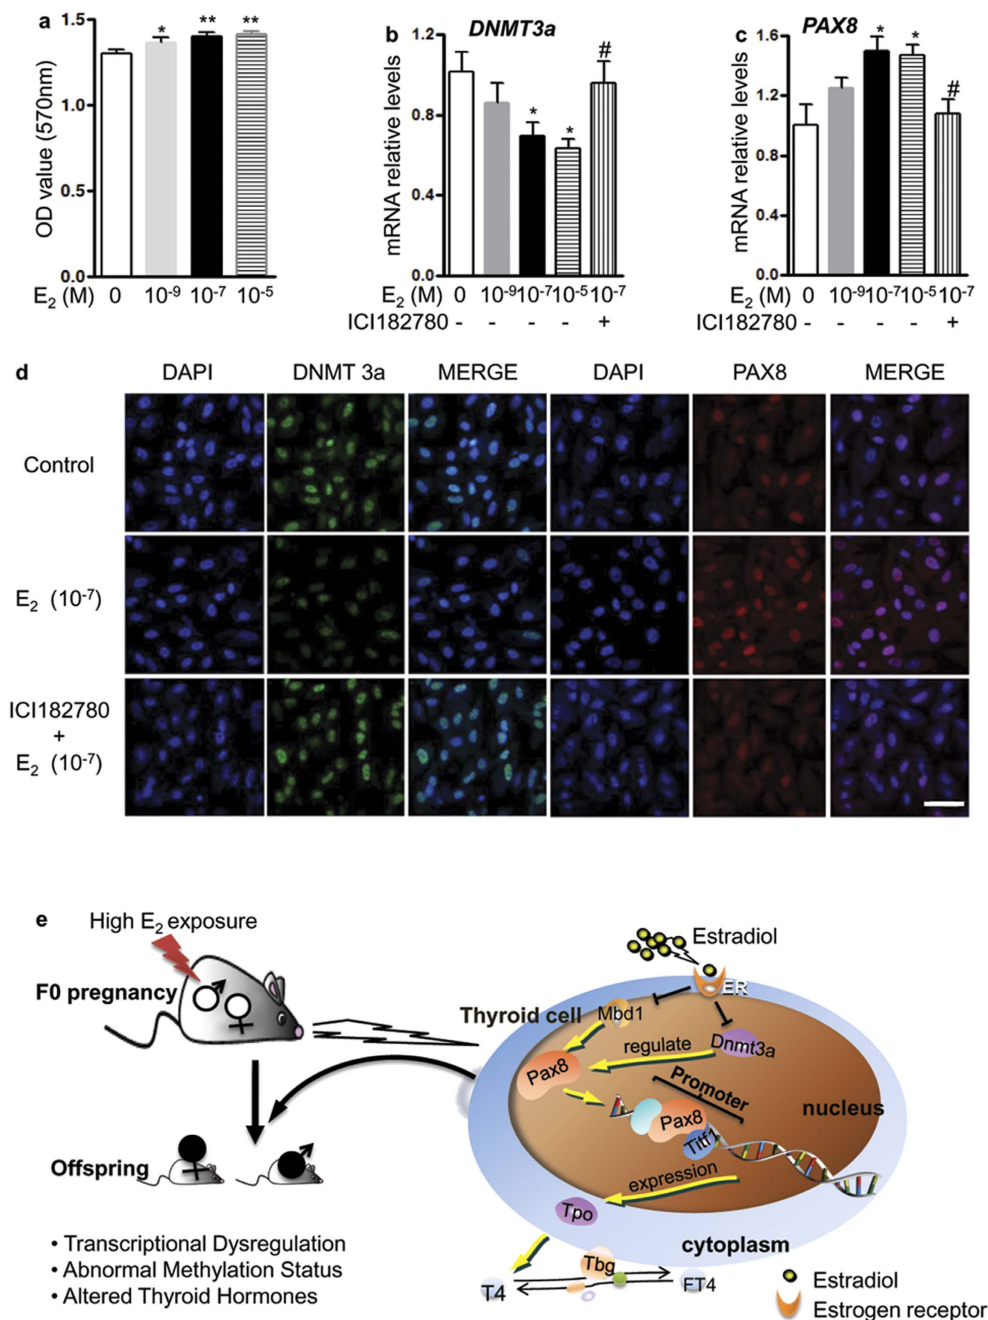 a
1.5
1.0
0.5
0.0
OD value (570nm)
* ** **
E2 (M) 0 10-9 10-7 10-5
b
DNMT3a
1.2
0.8
0.4
0.0
mRNA relative levels
* * #
E2 (M) 0 10-9 10-7 10-5 10-7
ICI182780 - - - - +
c
PAX8
1.6
1.2
0.8
0.4
0.0
mRNA relative levels
* * #
E2 (M) 0 10-9 10-7 10-5 10-7
ICI182780 - - - - +
d
DAPI DNMT 3a MERGE DAPI PAX8 MERGE
Control
E2 (10-7)
ICI182780
+
E2 (10-7)
e
High E2 exposure
F0 pregnancy
Offspring
• Transcriptional Dysregulation
• Abnormal Methylation Status
• Altered Thyroid Hormones
Estradiol
ER
Thyroid cell
Mbd1
Dnmt3a
regulate
Pax8
Promoter
Pax8
Titf1
nucleus
expression
Tpo
cytoplasm
Tbg
T4
FT4
Estradiol
Estrogen receptor